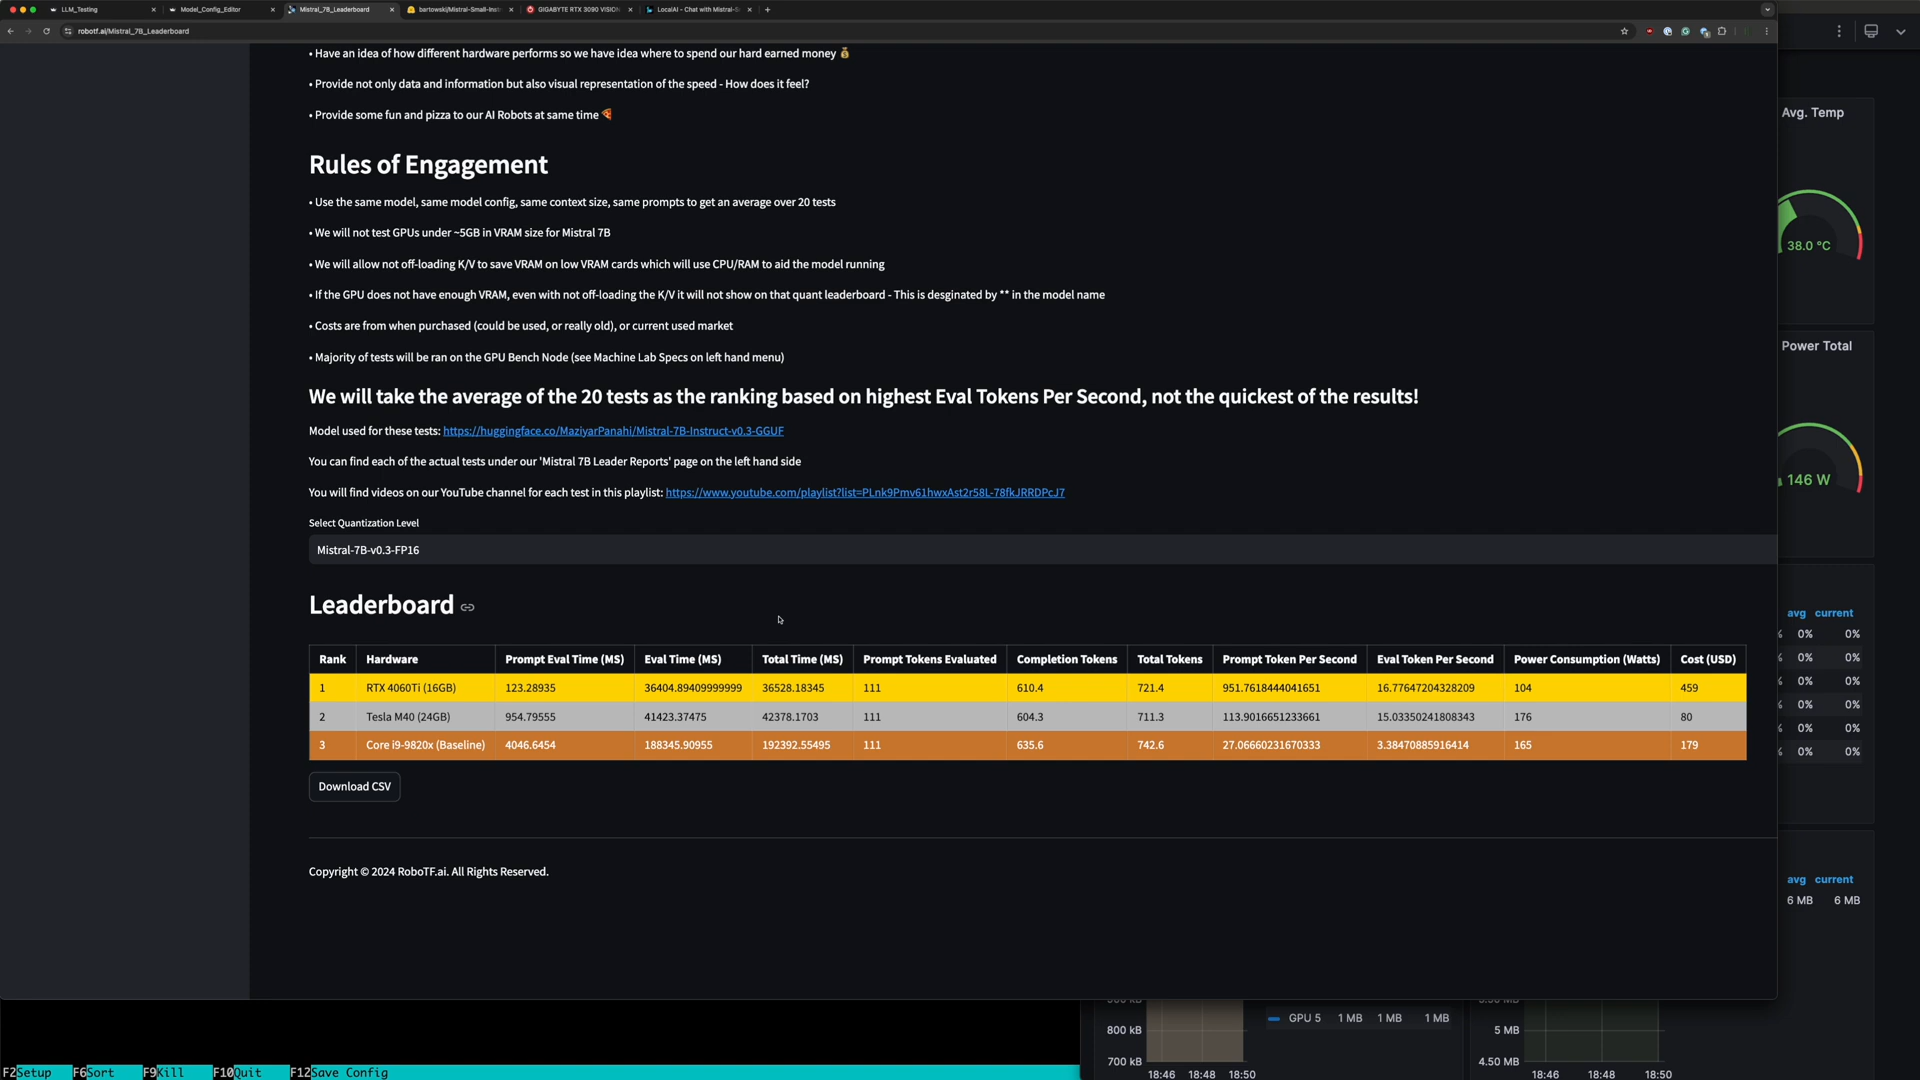 LLM_Testing
Model_Config_Editor
Mistral_7B_Leaderboard
bartowski/Mistral-Small-Inst
GIGABYTE RTX 3090 VISION
LocalAI - Chat with Mistral-S
robotf.ai/Mistral_7B_Leaderboard
• Have an idea of how different hardware performs so we have idea where to spend our hard earned money 💰
• Provide not only data and information but also visual representation of the speed - How does it feel?
• Provide some fun and pizza to our AI Robots at same time 🍕
Rules of Engagement
• Use the same model, same model config, same context size, same prompts to get an average over 20 tests
• We will not test GPUs under ~5GB in VRAM size for Mistral 7B
• We will allow not off-loading K/V to save VRAM on low VRAM cards which will use CPU/RAM to aid the model running
• If the GPU does not have enough VRAM, even with not off-loading the K/V it will not show on that quant leaderboard - This is desginated by ** in the model name
• Costs are from when purchased (could be used, or really old), or current used market
• Majority of tests will be ran on the GPU Bench Node (see Machine Lab Specs on left hand menu)
We will take the average of the 20 tests as the ranking based on highest Eval Tokens Per Second, not the quickest of the results!
Model used for these tests: https://huggingface.co/MaziyarPanahi/Mistral-7B-Instruct-v0.3-GGUF
You can find each of the actual tests under our 'Mistral 7B Leader Reports' page on the left hand side
You will find videos on our YouTube channel for each test in this playlist: https://www.youtube.com/playlist?list=PLnk9Pmv61hwxAst2r58L-78fkJRRDPcJ7
Select Quantization Level
Mistral-7B-v0.3-FP16
Leaderboard
Rank Hardware Prompt Eval Time (MS) Eval Time (MS) Total Time (MS) Prompt Tokens Evaluated Completion Tokens Total Tokens Prompt Token Per Second Eval Token Per Second Power Consumption (Watts) Cost (USD)
1 RTX 4060Ti (16GB) 123.28935 36404.89409999999 36528.18345 111 610.4 721.4 951.7618444041651 16.77647204328209 104 459
2 Tesla M40 (24GB) 954.79555 41423.37475 42378.1703 111 604.3 711.3 113.9016651233661 15.03350241808343 176 80
3 Core i9-9820x (Baseline) 4046.6454 188345.90955 192392.55495 111 635.6 742.6 27.06660231670333 3.38470885916414 165 179
Download CSV
Copyright © 2024 RoboTF.ai. All Rights Reserved.
Avg. Temp
38.0 °C
Power Total
146 W
avg current
% 0% 0%
% 0% 0%
% 0% 0%
% 0% 0%
% 0% 0%
% 0% 0%
avg current
6 MB 6 MB
800 kB
700 kB
18:46 18:48 18:50
GPU 5 1 MB 1 MB 1 MB
5 MB
4.50 MB
18:46 18:48 18:50
F2Setup F6Sort F9Kill F10Quit F12Save Config